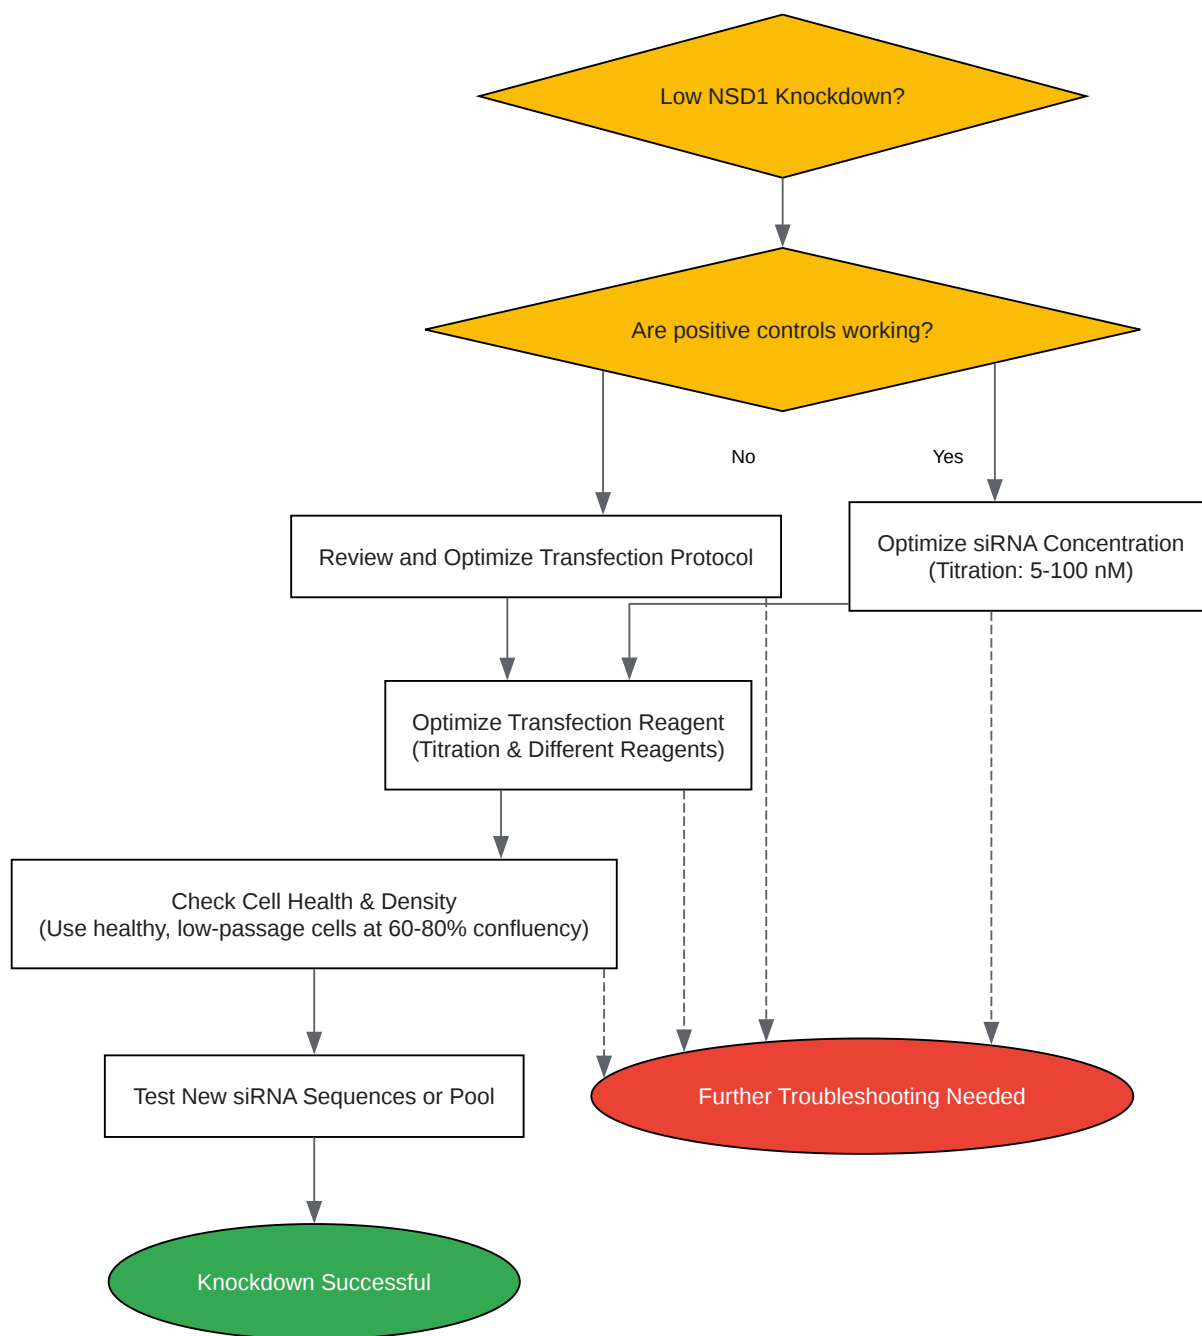 Low NSD1 Knockdown?
Are positive controls working?
No
Yes
Optimize siRNA Concentration
(Titration: 5-100 nM)
Review and Optimize Transfection Protocol
Optimize Transfection Reagent
(Titration & Different Reagents)
Check Cell Health & Density
(Use healthy, low-passage cells at 60-80% confluency)
Test New siRNA Sequences or Pool
Further Troubleshooting Needed
Knockdown Successful